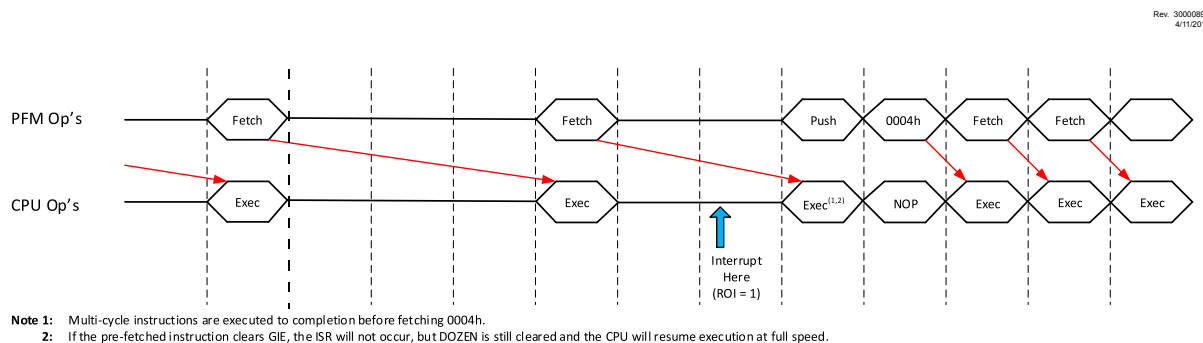 Rev. 3000089
4/11/201
PFM Op's
Fetch
Fetch
Push
0004h
Fetch
Fetch
CPU Op's
Exec
Exec
Exec(1,2)
NOP
Exec
Exec
Exec
Interrupt
Here
(ROI = 1)
Note 1: Multi-cycle instructions are executed to completion before fetching 0004h.
2: If the pre-fetched instruction clears GIE, the ISR will not occur, but DOZEN is still cleared and the CPU will resume execution at full speed.